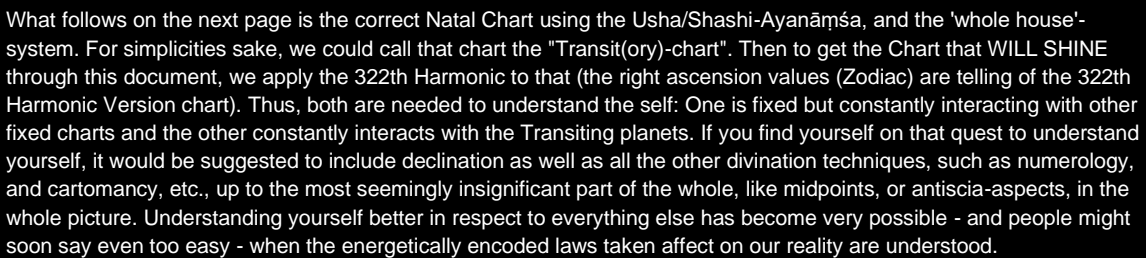 What follows on the next page is the correct Natal Chart using the Usha/Shashi-Ayanāṃśa, and the 'whole house'-
system. For simplicities sake, we could call that chart the "Transit(ory)-chart". Then to get the Chart that WILL SHINE
through this document, we apply the 322th Harmonic to that (the right ascension values (Zodiac) are telling of the 322th
Harmonic Version chart). Thus, both are needed to understand the self: One is fixed but constantly interacting with other
fixed charts and the other constantly interacts with the Transiting planets. If you find yourself on that quest to understand
yourself, it would be suggested to include declination as well as all the other divination techniques, such as numerology,
and cartomancy, etc., up to the most seemingly insignificant part of the whole, like midpoints, or antiscia-aspects, in the
whole picture. Understanding yourself better in respect to everything else has become very possible - and people might
soon say even too easy - when the energetically encoded laws taken affect on our reality are understood.